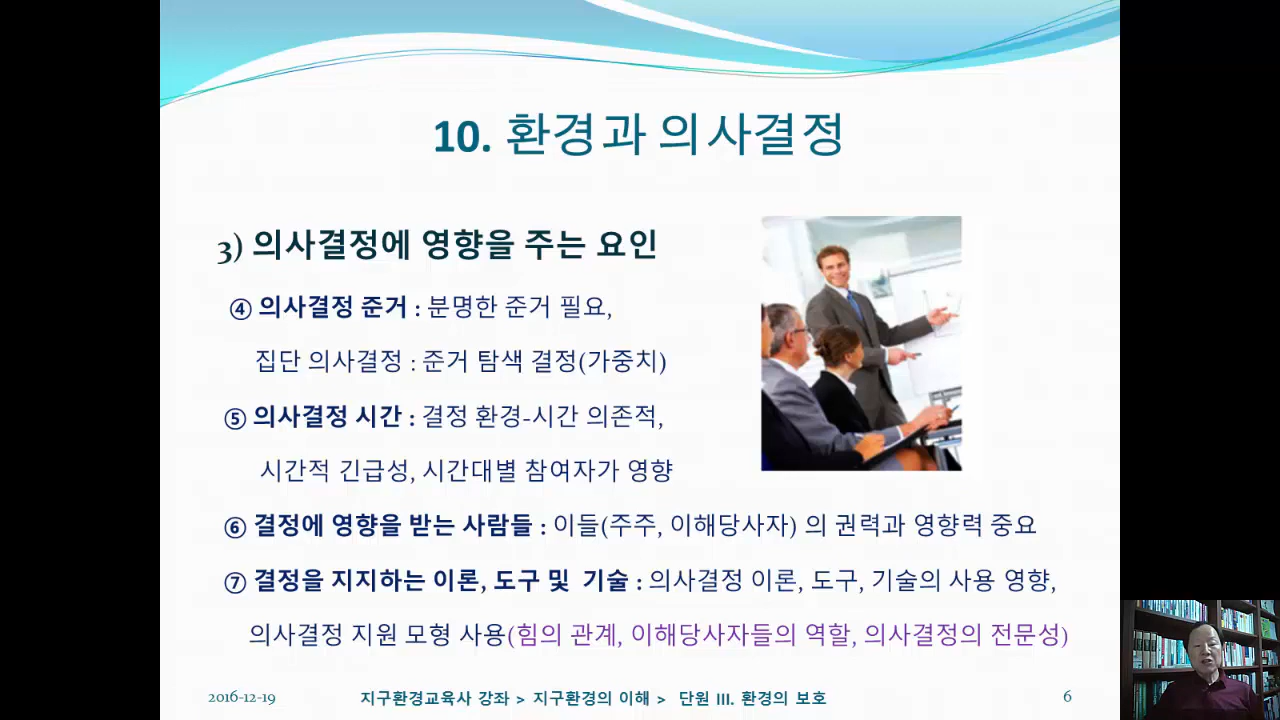 10. 환경과 의사결정
3) 의사결정에 영향을 주는 요인
④ 의사결정 준거 : 분명한 준거 필요,
집단 의사결정 : 준거 탐색 결정(가중치)
⑤ 의사결정 시간 : 결정 환경-시간 의존적,
시간적 긴급성, 시간대별 참여자가 영향
⑥ 결정에 영향을 받는 사람들 : 이들(주주, 이해당사자) 의 권력과 영향력 중요
⑦ 결정을 지지하는 이론, 도구 및 기술 : 의사결정 이론, 도구, 기술의 사용 영향,
의사결정 지원 모형 사용(힘의 관계, 이해당사자들의 역할, 의사결정의 전문성)
2016-12-19 지구환경교육사 강좌 > 지구환경의 이해 > 단원 III. 환경의 보호 6